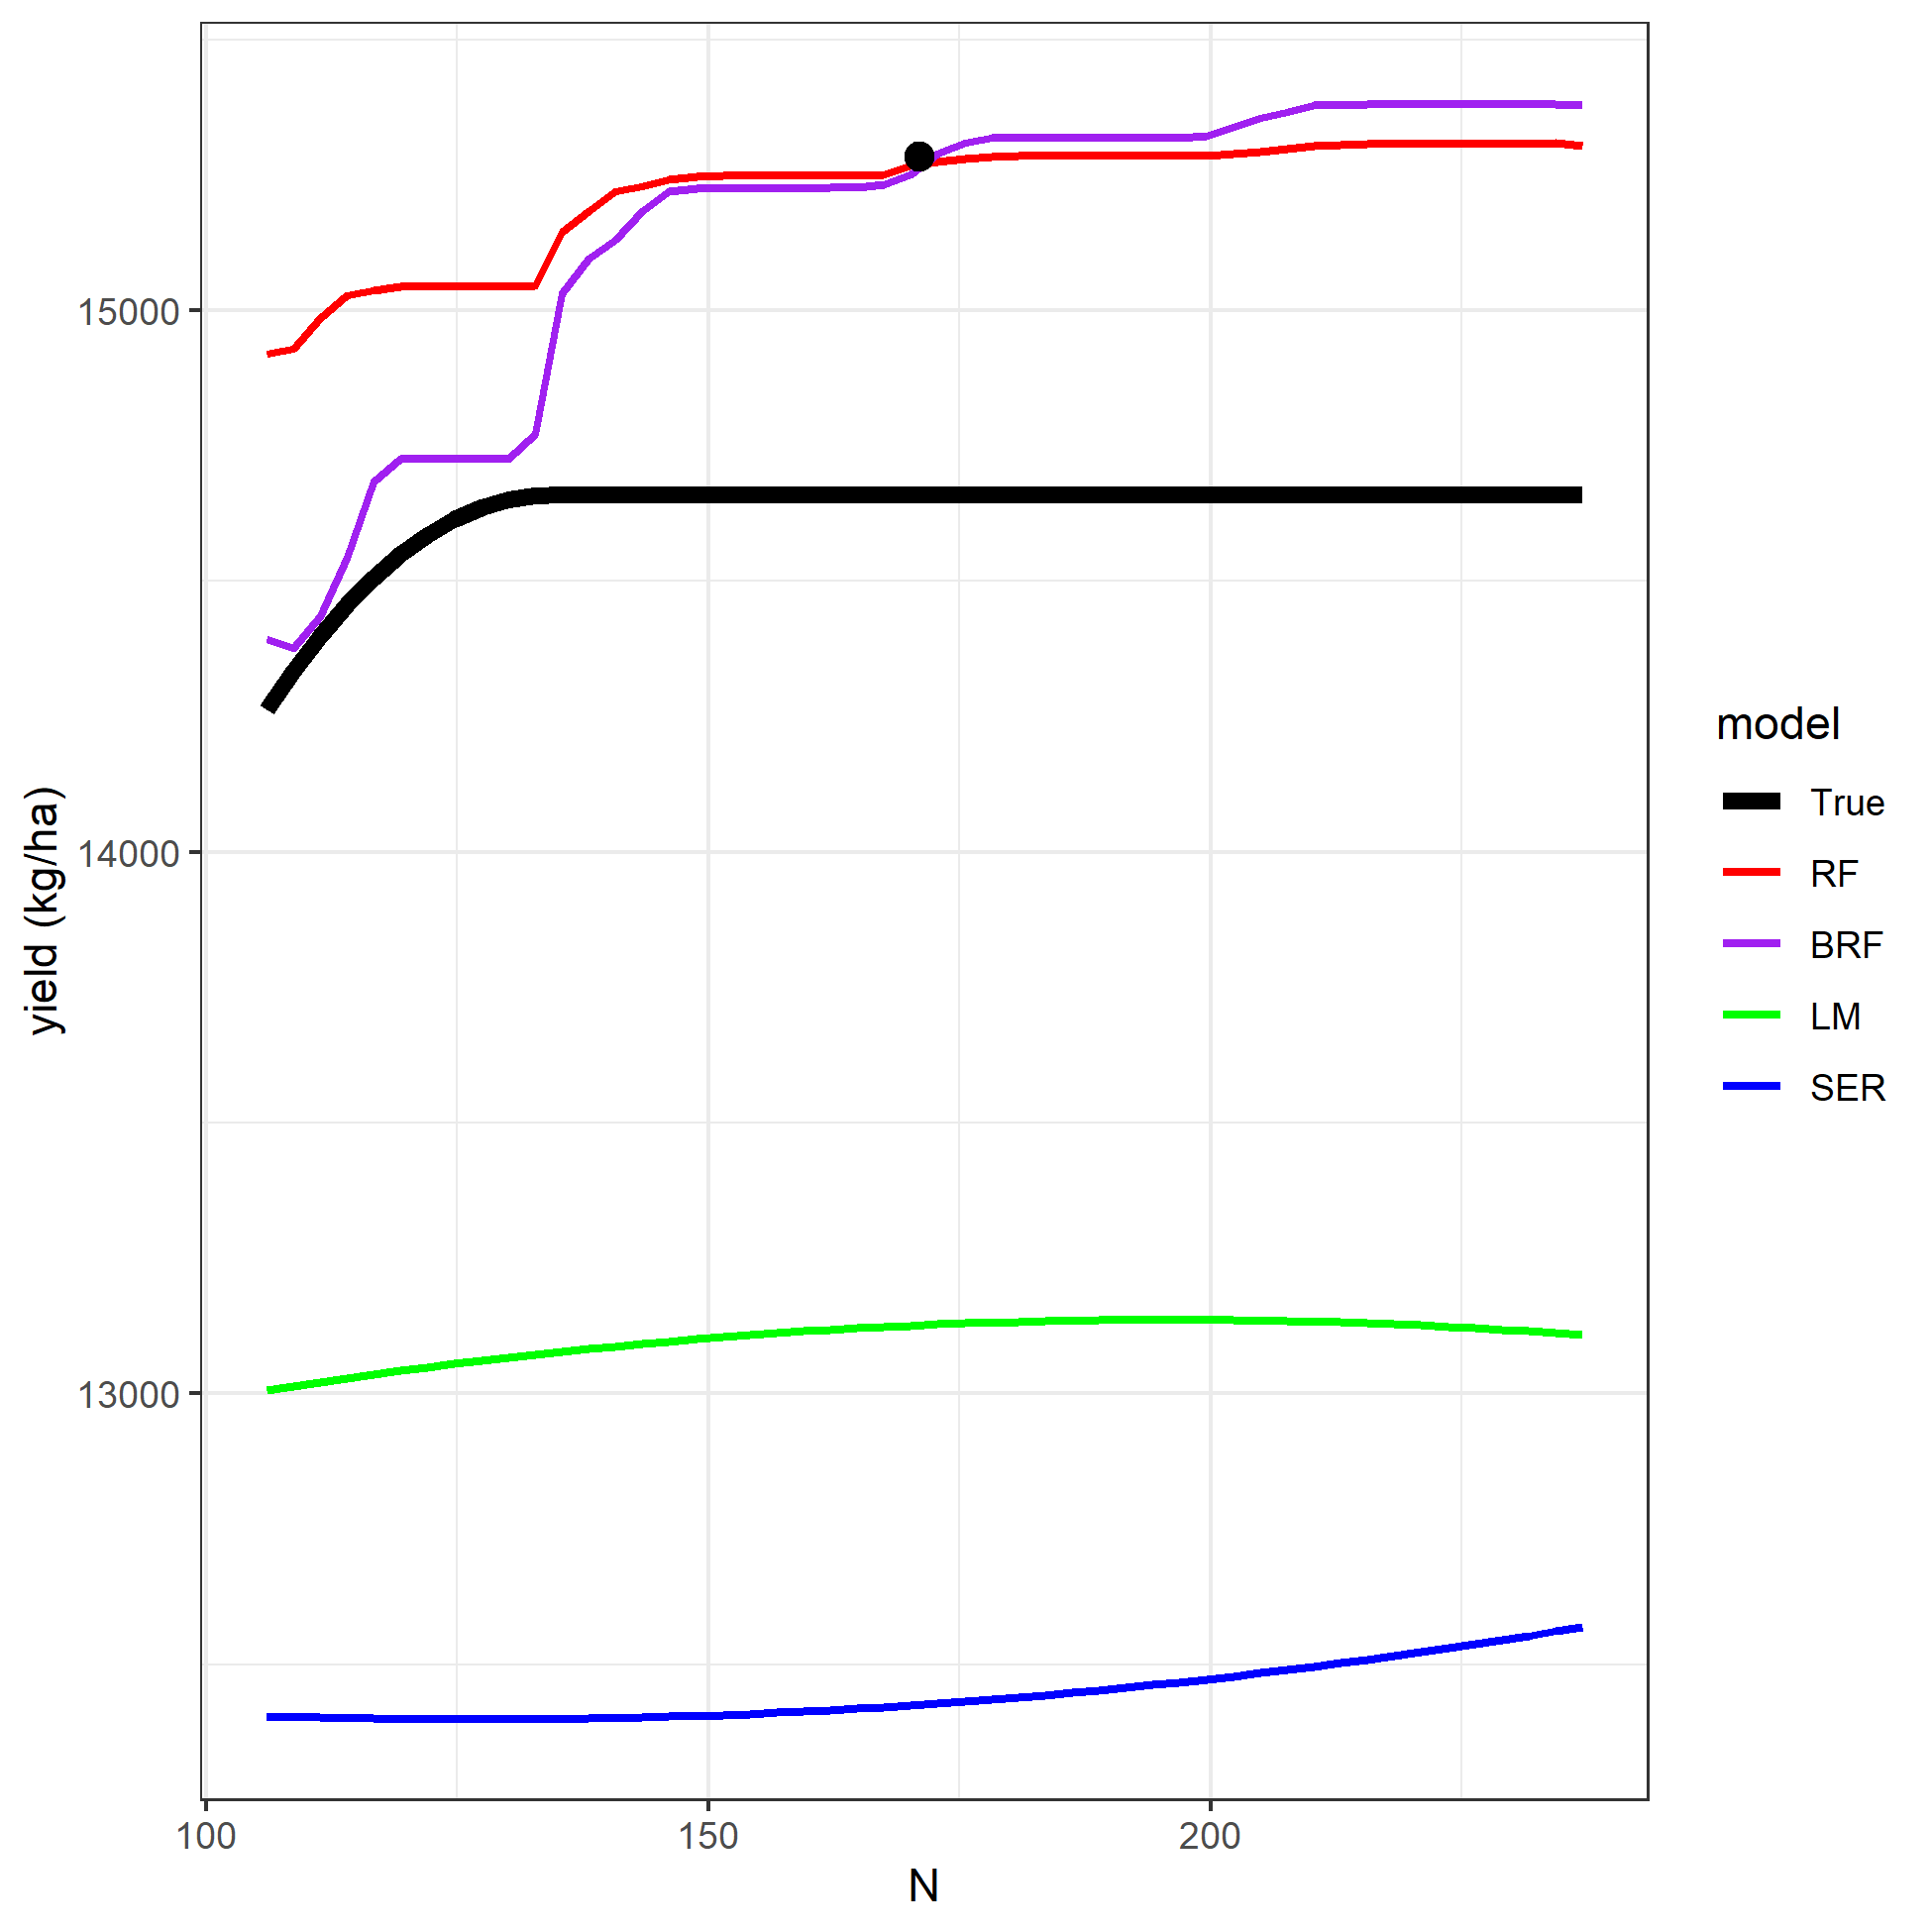 15000
14000
13000
yield (kg/ha)
100
150
200
N
model
True
RF
BRF
LM
SER